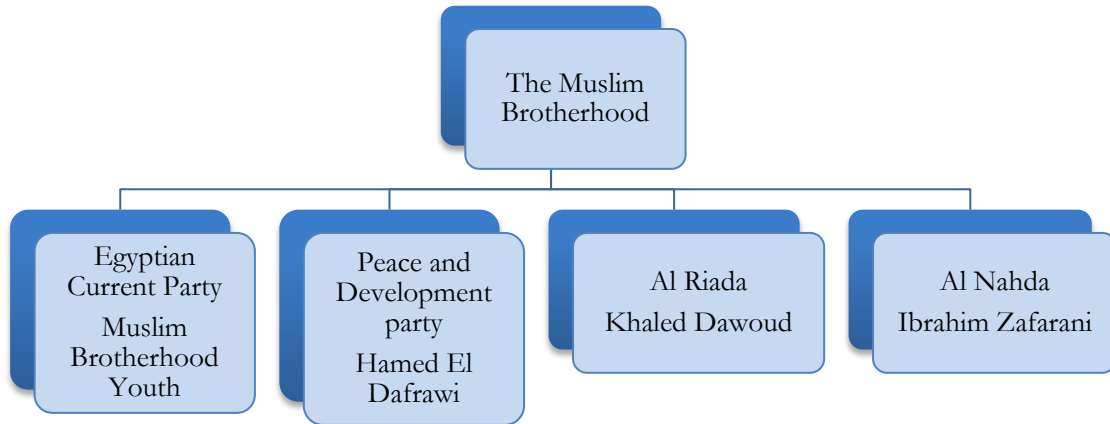 The Muslim
Brotherhood
Egyptian
Current Party
Muslim
Brotherhood
Youth
Peace and
Development
party
Hamed El
Dafrawi
Al Riada
Khaled Dawoud
Al Nahda
Ibrahim Zafarani